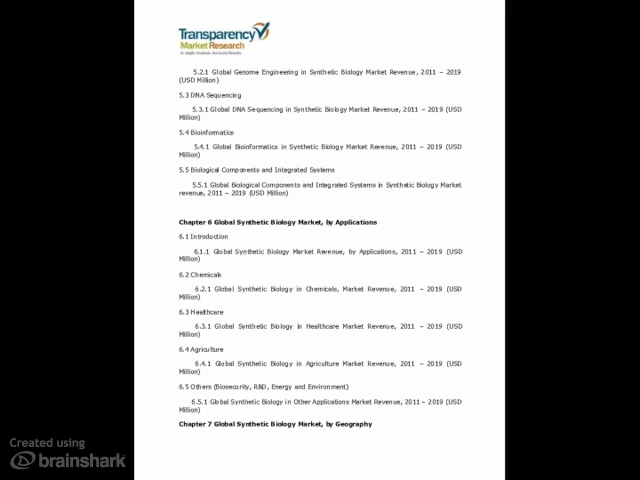 Transparency
Market Research
In-depth Analysis. Accurate Results.
5.2.1 Global Genome Engineering in Synthetic Biology Market Revenue, 2011 – 2019
(USD Million)
5.3 DNA Sequencing
5.3.1 Global DNA Sequencing in Synthetic Biology Market Revenue, 2011 – 2019 (USD
Million)
5.4 Bioinformatics
5.4.1 Global Bioinformatics in Synthetic Biology Market Revenue, 2011 – 2019 (USD
Million)
5.5 Biological Components and Integrated Systems
5.5.1 Global Biological Components and Integrated Systems in Synthetic Biology Market
revenue, 2011 – 2019 (USD Million)
Chapter 6 Global Synthetic Biology Market, by Applications
6.1 Introduction
6.1.1 Global Synthetic Biology Market Revenue, by Applications, 2011 – 2019 (USD
Million)
6.2 Chemicals
6.2.1 Global Synthetic Biology in Chemicals, Market Revenue, 2011 – 2019 (USD
Million)
6.3 Healthcare
6.3.1 Global Synthetic Biology in Healthcare Market Revenue, 2011 – 2019 (USD
Million)
6.4 Agriculture
6.4.1 Global Synthetic Biology in Agriculture Market Revenue, 2011 – 2019 (USD
Million)
6.5 Others (Biosecurity, R&D, Energy and Environment)
6.5.1 Global Synthetic Biology in Other Applications Market Revenue, 2011 – 2019 (USD
Million)
Chapter 7 Global Synthetic Biology Market, by Geography
Created using
brainshark